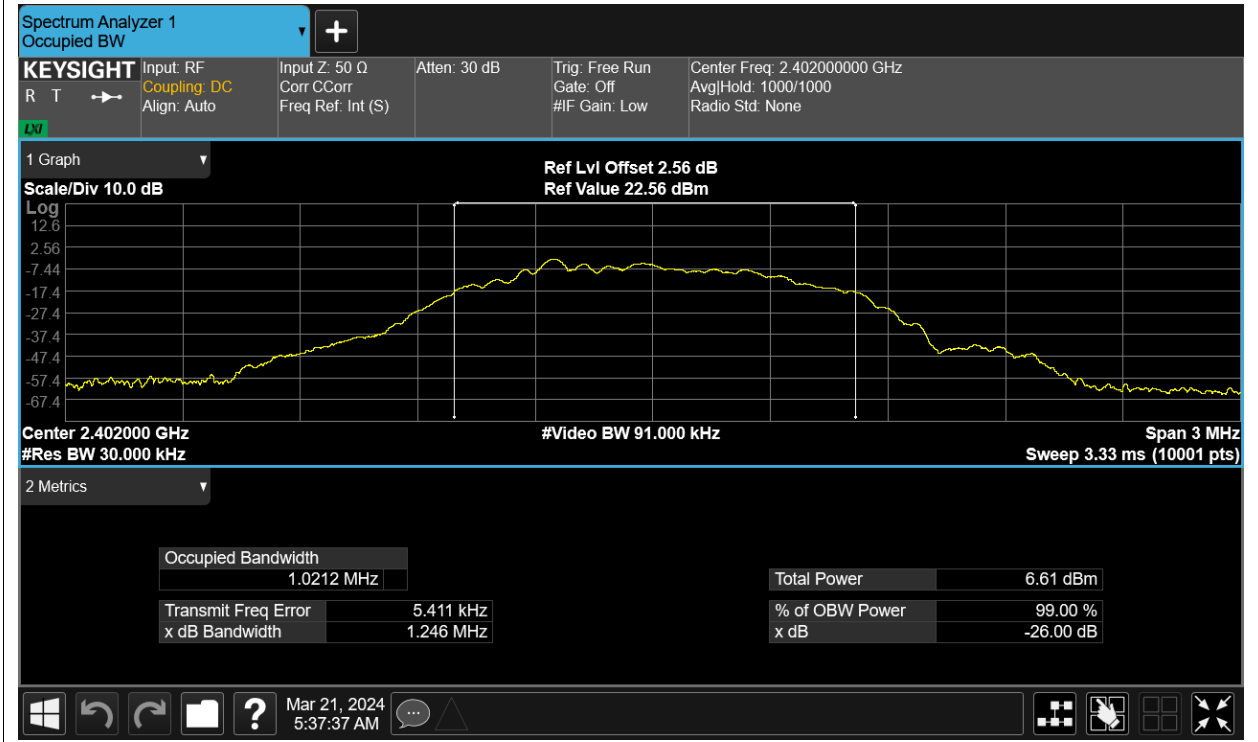 Spectrum Analyzer 1
Occupied BW
KEYSIGHT
R T
LXI
Input: RF
Coupling: DC
Align: Auto
Input Z: 50 Ω
Corr CCorr
Freq Ref: Int (S)
Atten: 30 dB
Trig: Free Run
Gate: Off
#IF Gain: Low
Center Freq: 2.402000000 GHz
Avg|Hold: 1000/1000
Radio Std: None
1 Graph
Scale/Div 10.0 dB
Ref Lvl Offset 2.56 dB
Ref Value 22.56 dBm
Log
12.6
2.56
-7.44
-17.4
-27.4
-37.4
-47.4
-57.4
-67.4
Center 2.402000 GHz
#Video BW 91.000 kHz
Span 3 MHz
#Res BW 30.000 kHz
Sweep 3.33 ms (10001 pts)
2 Metrics
Occupied Bandwidth
1.0212 MHz
Total Power 6.61 dBm
Transmit Freq Error 5.411 kHz
% of OBW Power 99.00 %
x dB Bandwidth 1.246 MHz
x dB -26.00 dB
?
Mar 21, 2024
5:37:37 AM